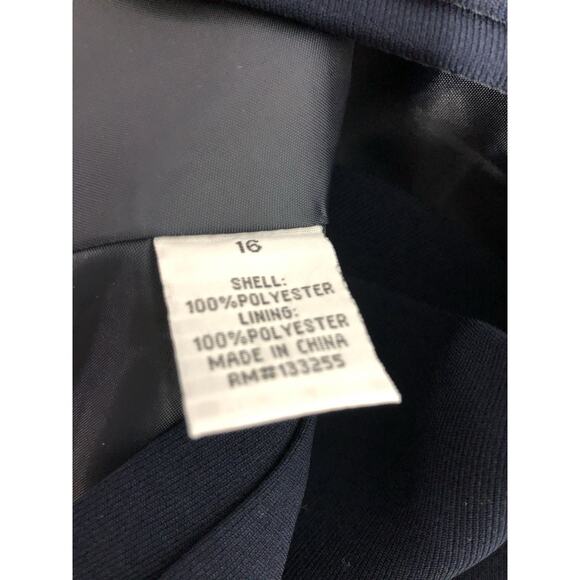 16
SHELL:
100%POLYESTER
LINING:
100%POLYESTER
MADE IN CHINA
RM#133255